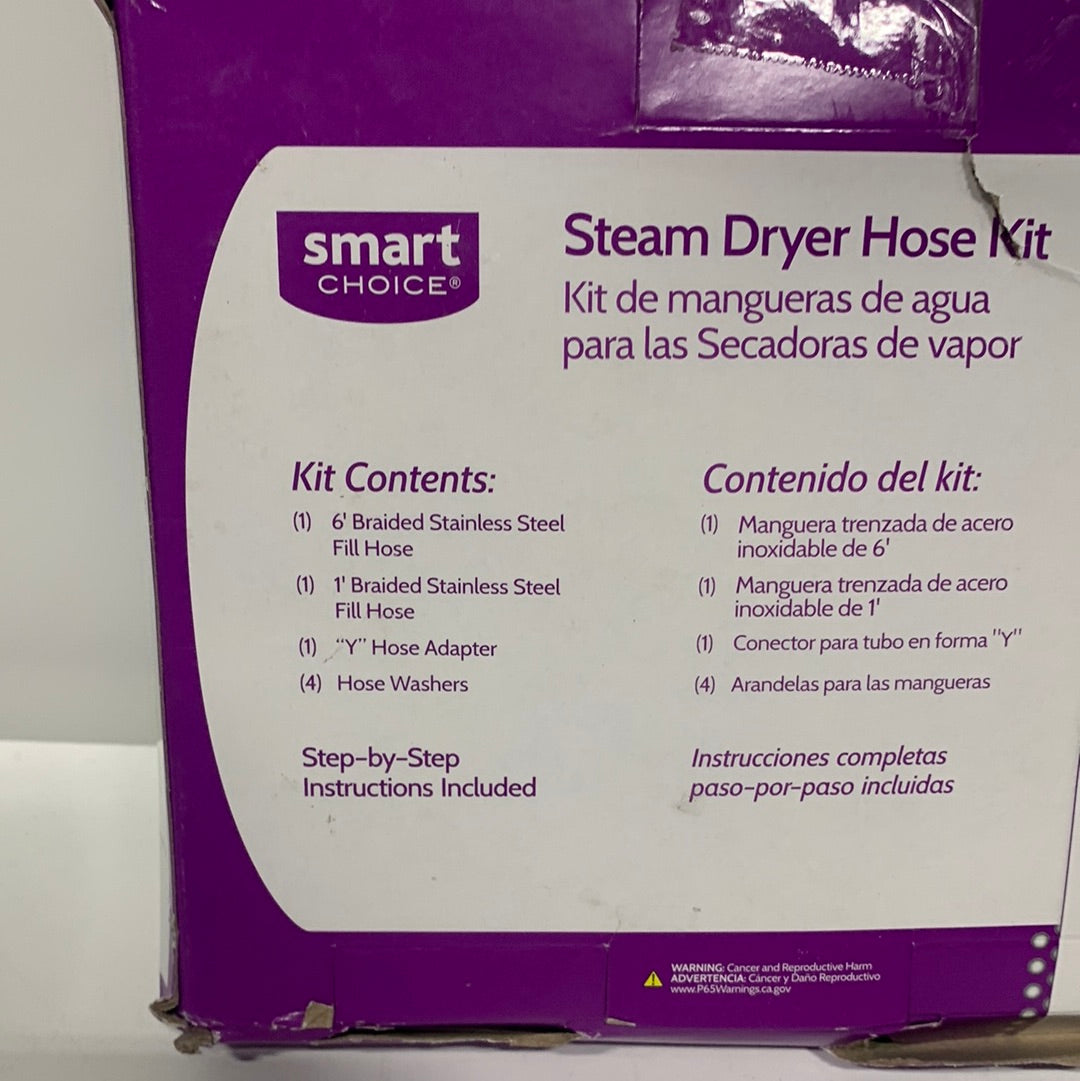 smart
CHOICE®
Steam Dryer Hose Kit
Kit de mangueras de agua
para las Secadoras de vapor
Kit Contents:
(1) 6' Braided Stainless Steel
Fill Hose
(1) 1' Braided Stainless Steel
Fill Hose
(1) “Y” Hose Adapter
(4) Hose Washers
Step-by-Step
Instructions Included
Contenido del kit:
(1) Manguera trenzada de acero
inoxidable de 6'
(1) Manguera trenzada de acero
inoxidable de 1'
(1) Conector para tubo en forma "Y"
(4) Arandelas para las mangueras
Instrucciones completas
paso-por-paso incluidas
WARNING: Cancer and Reproductive Harm
ADVERTENCIA: Cáncer y Daño Reproductivo
www.P65Warnings.ca.gov